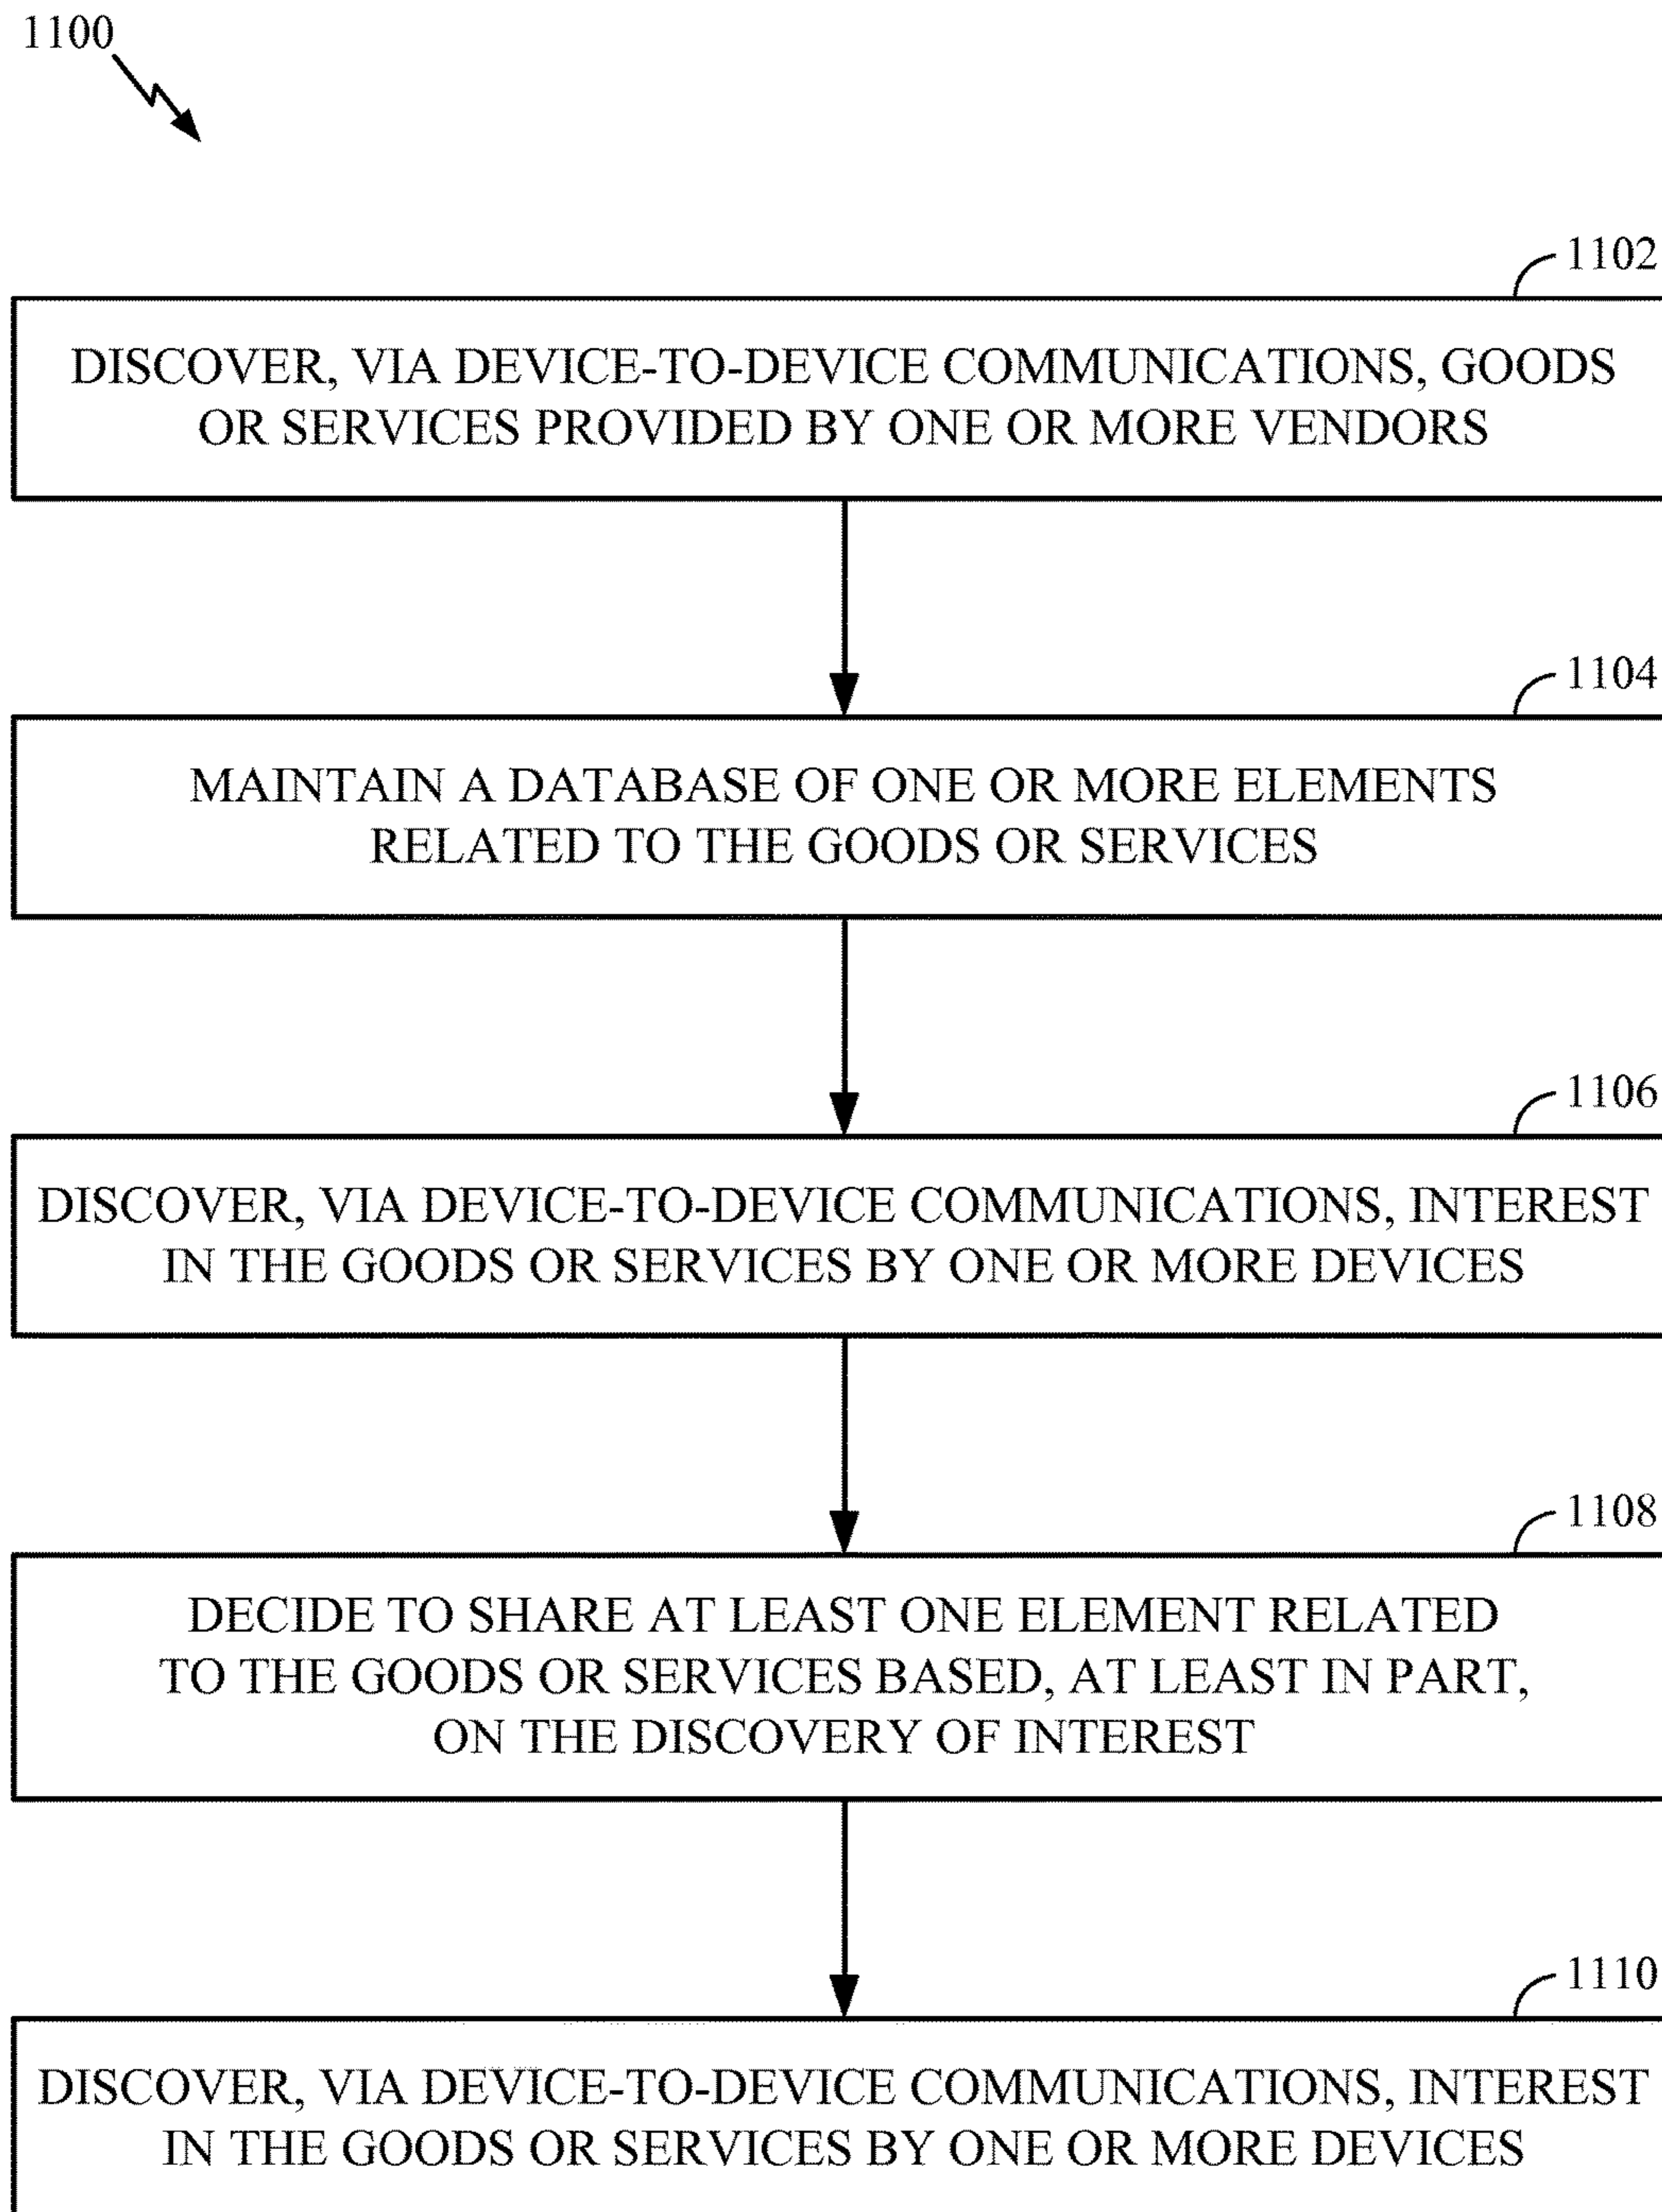 1100
1102
DISCOVER, VIA DEVICE-TO-DEVICE COMMUNICATIONS, GOODS
OR SERVICES PROVIDED BY ONE OR MORE VENDORS
1104
MAINTAIN A DATABASE OF ONE OR MORE ELEMENTS
RELATED TO THE GOODS OR SERVICES
1106
DISCOVER, VIA DEVICE-TO-DEVICE COMMUNICATIONS, INTEREST
IN THE GOODS OR SERVICES BY ONE OR MORE DEVICES
1108
DECIDE TO SHARE AT LEAST ONE ELEMENT RELATED
TO THE GOODS OR SERVICES BASED, AT LEAST IN PART,
ON THE DISCOVERY OF INTEREST
1110
DISCOVER, VIA DEVICE-TO-DEVICE COMMUNICATIONS, INTEREST
IN THE GOODS OR SERVICES BY ONE OR MORE DEVICES